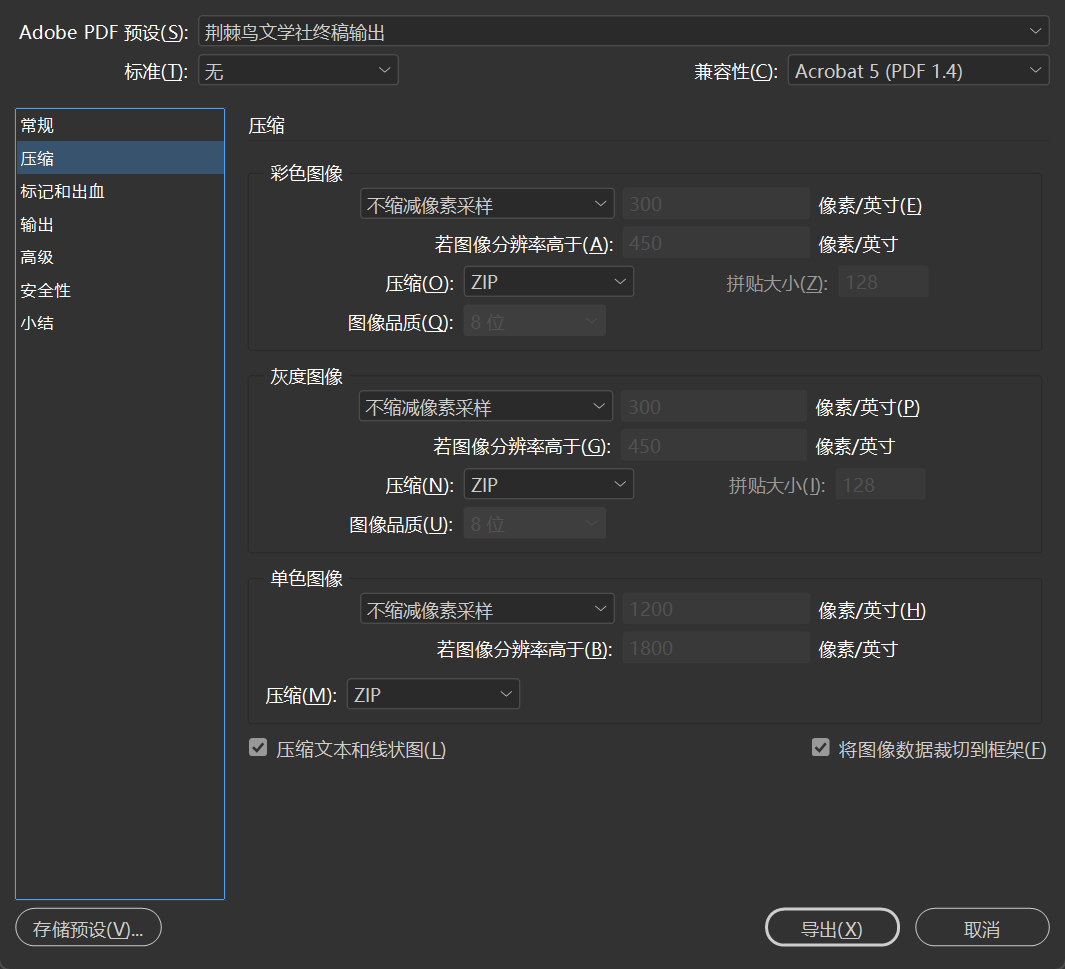 Adobe PDF 预设(S): 荆棘鸟文学社终稿输出
标准(T): 无 兼容性(C): Acrobat 5 (PDF 1.4)
常规
压缩
标记和出血
输出
高级
安全性
小结
压缩
彩色图像
不缩减像素采样 300 像素/英寸(E)
若图像分辨率高于(A): 450 像素/英寸
压缩(O): ZIP 拼贴大小(Z): 128
图像品质(Q): 8 位
灰度图像
不缩减像素采样 300 像素/英寸(P)
若图像分辨率高于(G): 450 像素/英寸
压缩(N): ZIP 拼贴大小(I): 128
图像品质(U): 8 位
单色图像
不缩减像素采样 1200 像素/英寸(H)
若图像分辨率高于(B): 1800 像素/英寸
压缩(M): ZIP
压缩文本和线状图(L) 将图像数据裁切到框架(F)
存储预设(V)... 导出(X) 取消